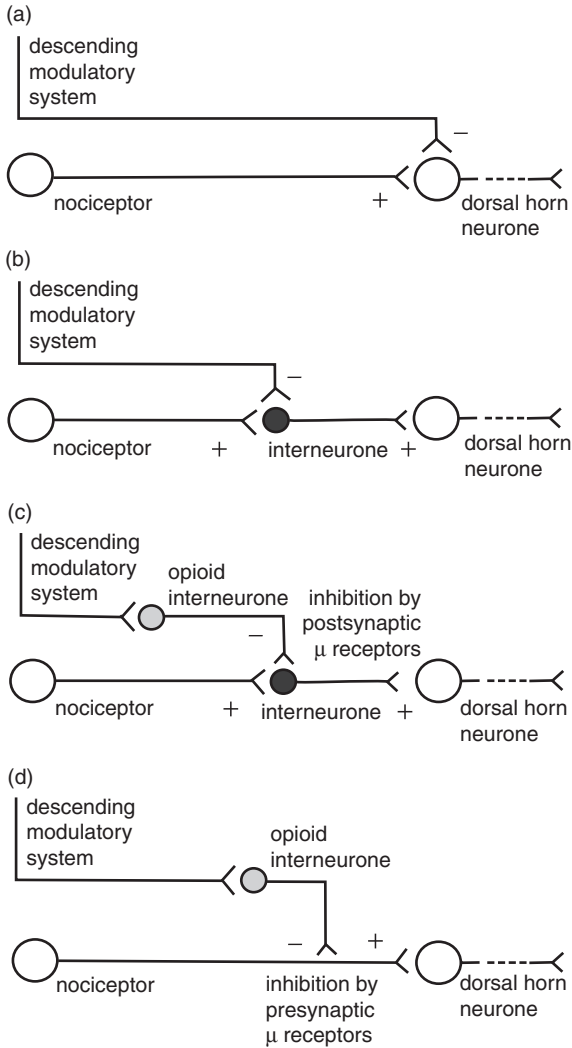 (a)
descending
modulatory
system
−
nociceptor
+
dorsal horn
neurone
(b)
descending
modulatory
system
−
nociceptor
+
interneurone
+
dorsal horn
neurone
(c)
descending
modulatory
system
opioid
interneurone
−
inhibition by
postsynaptic
μ receptors
nociceptor
+
interneurone
+
dorsal horn
neurone
(d)
descending
modulatory
system
opioid
interneurone
−
+
nociceptor
inhibition by
presynaptic
μ receptors
dorsal horn
neurone